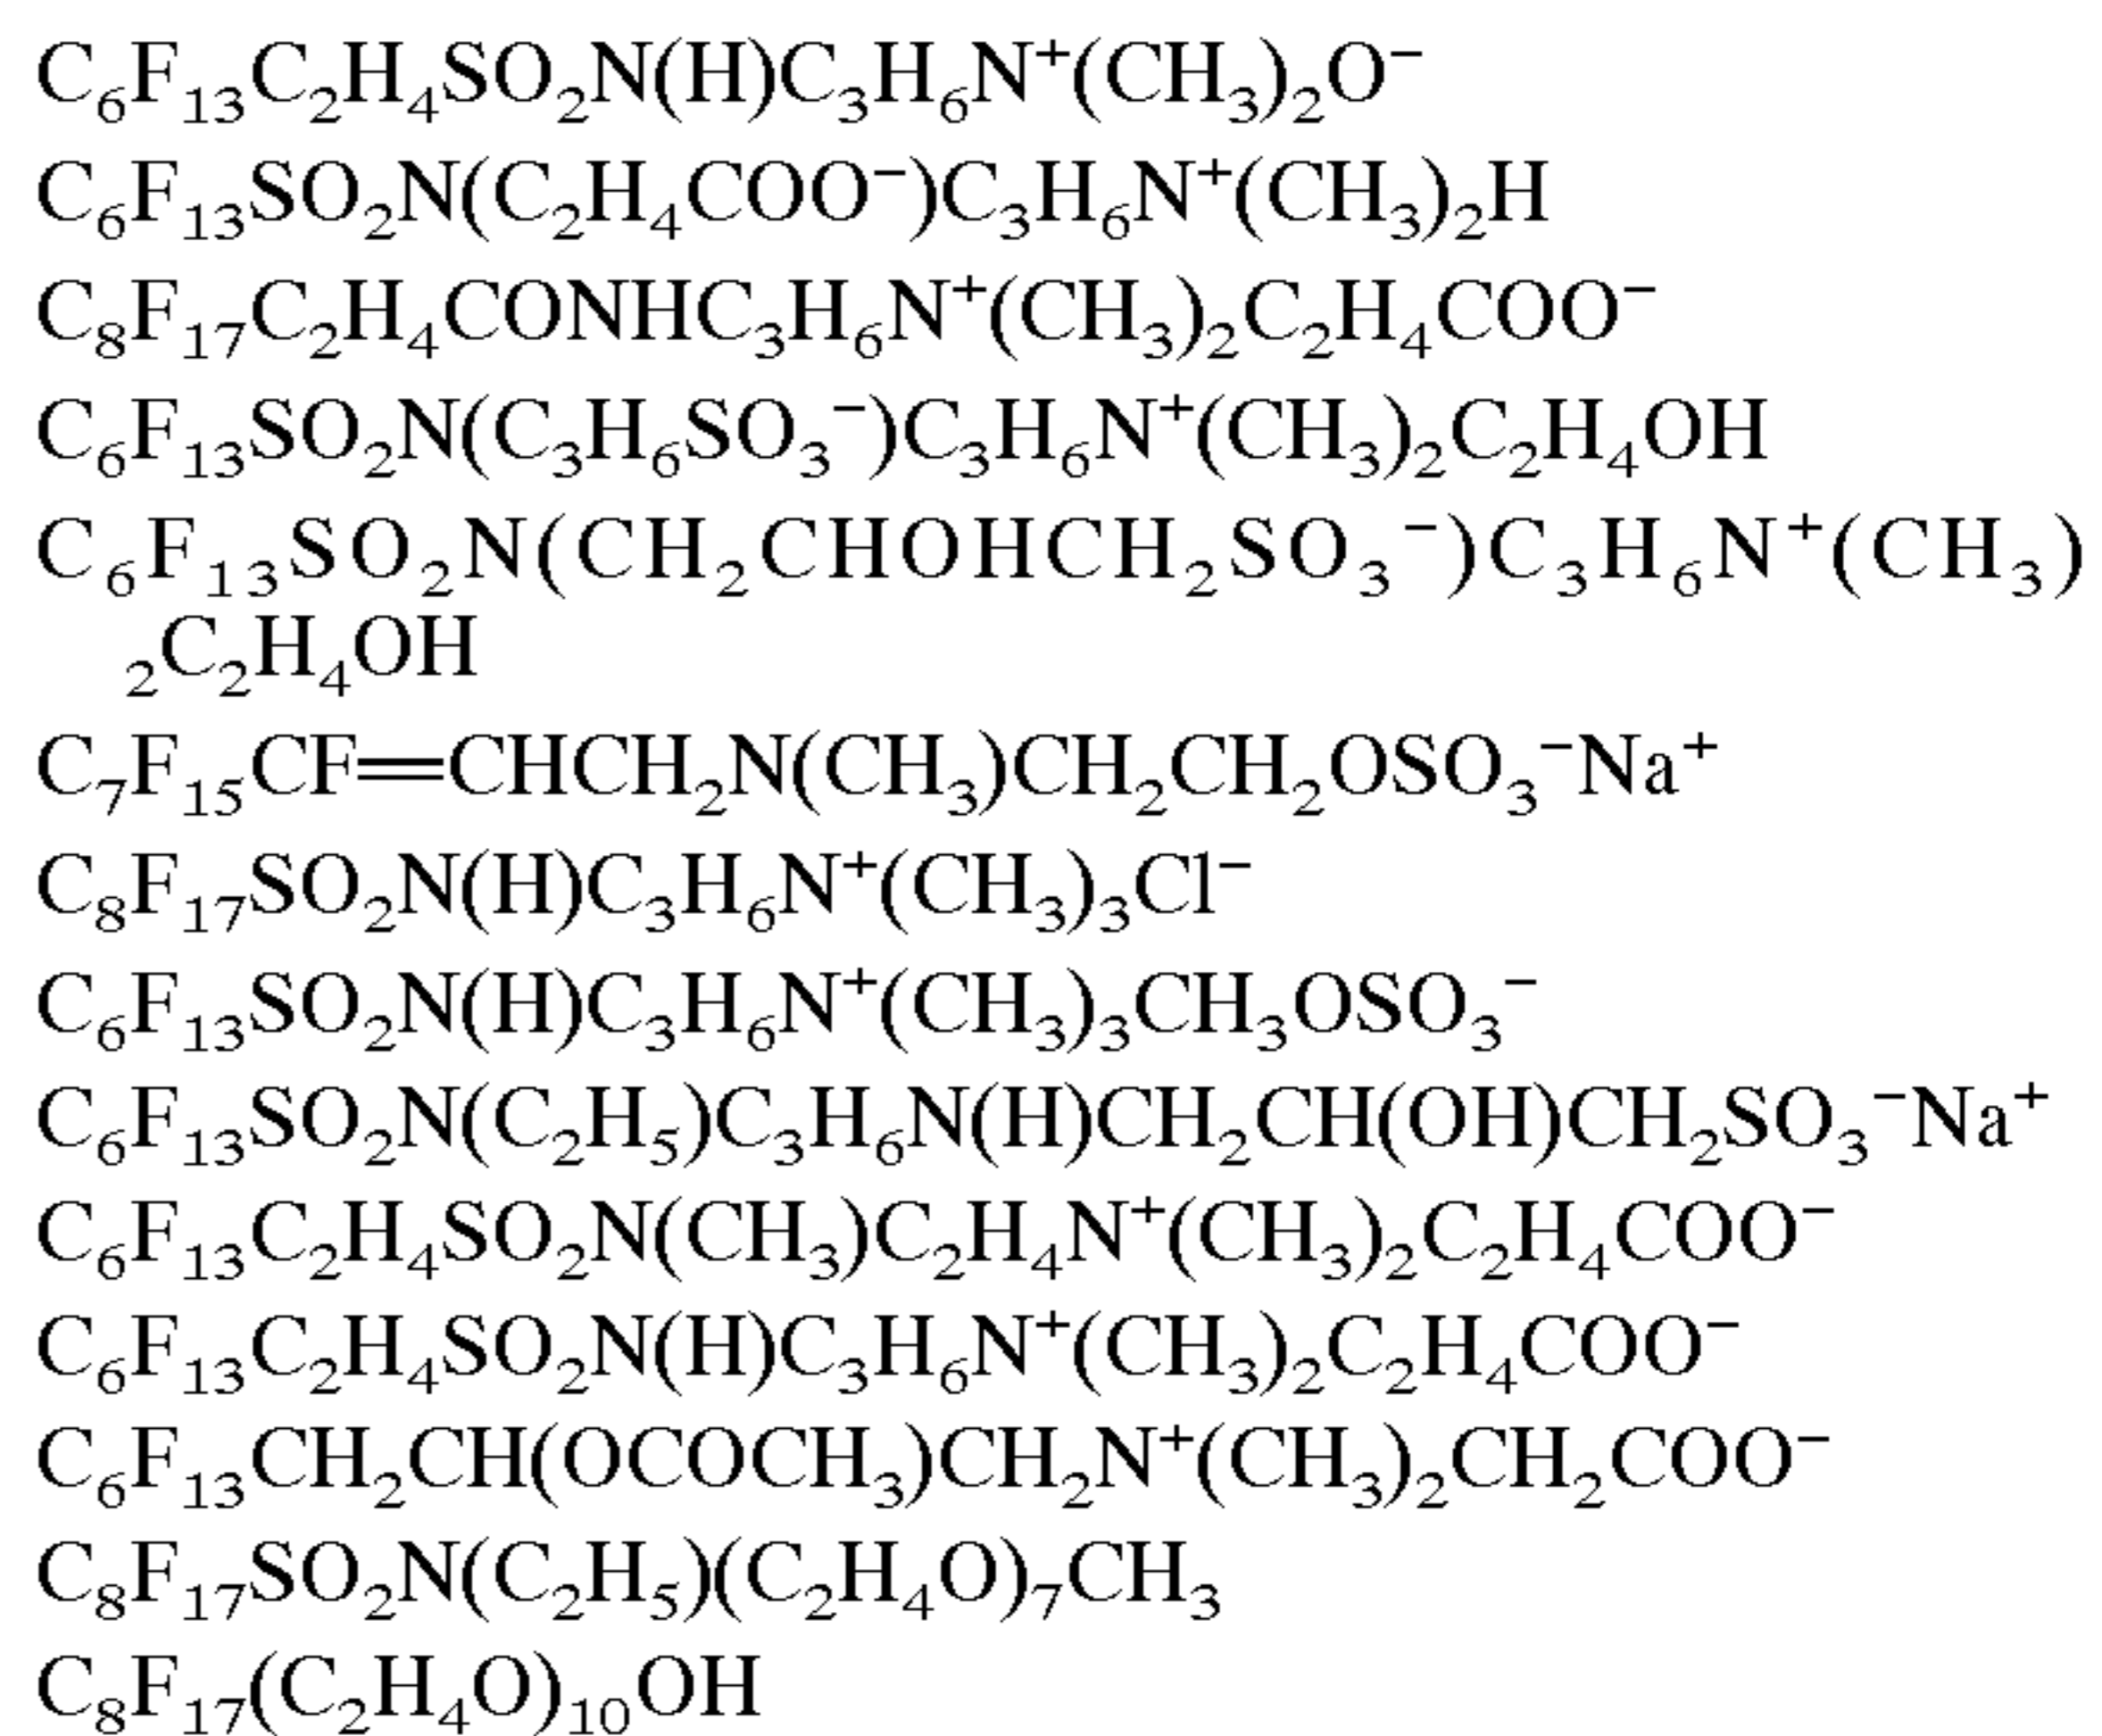 C₆F₁₃C₂H₄SO₂N(H)C₃H₆N⁺(CH₃)₂O⁻
C₆F₁₃SO₂N(C₂H₄COO⁻)C₃H₆N⁺(CH₃)₂H
C₈F₁₇C₂H₄CONHC₃H₆N⁺(CH₃)₂C₂H₄COO⁻
C₆F₁₃SO₂N(C₃H₆SO₃⁻)C₃H₆N⁺(CH₃)₂C₂H₄OH
C₆F₁₃SO₂N(CH₂CHOHCH₂SO₃⁻)C₃H₆N⁺(CH₃)
₂C₂H₄OH
C₇F₁₅CF=CHCH₂N(CH₃)CH₂CH₂OSO₃⁻Na⁺
C₈F₁₇SO₂N(H)C₃H₆N⁺(CH₃)₃Cl⁻
C₆F₁₃SO₂N(H)C₃H₆N⁺(CH₃)₃CH₃OSO₃⁻
C₆F₁₃SO₂N(C₂H₅)C₃H₆N(H)CH₂CH(OH)CH₂SO₃⁻Na⁺
C₆F₁₃C₂H₄SO₂N(CH₃)C₂H₄N⁺(CH₃)₂C₂H₄COO⁻
C₆F₁₃C₂H₄SO₂N(H)C₃H₆N⁺(CH₃)₂C₂H₄COO⁻
C₆F₁₃CH₂CH(OCOCH₃)CH₂N⁺(CH₃)₂CH₂COO⁻
C₈F₁₇SO₂N(C₂H₅)(C₂H₄O)₇CH₃
C₈F₁₇(C₂H₄O)₁₀OH